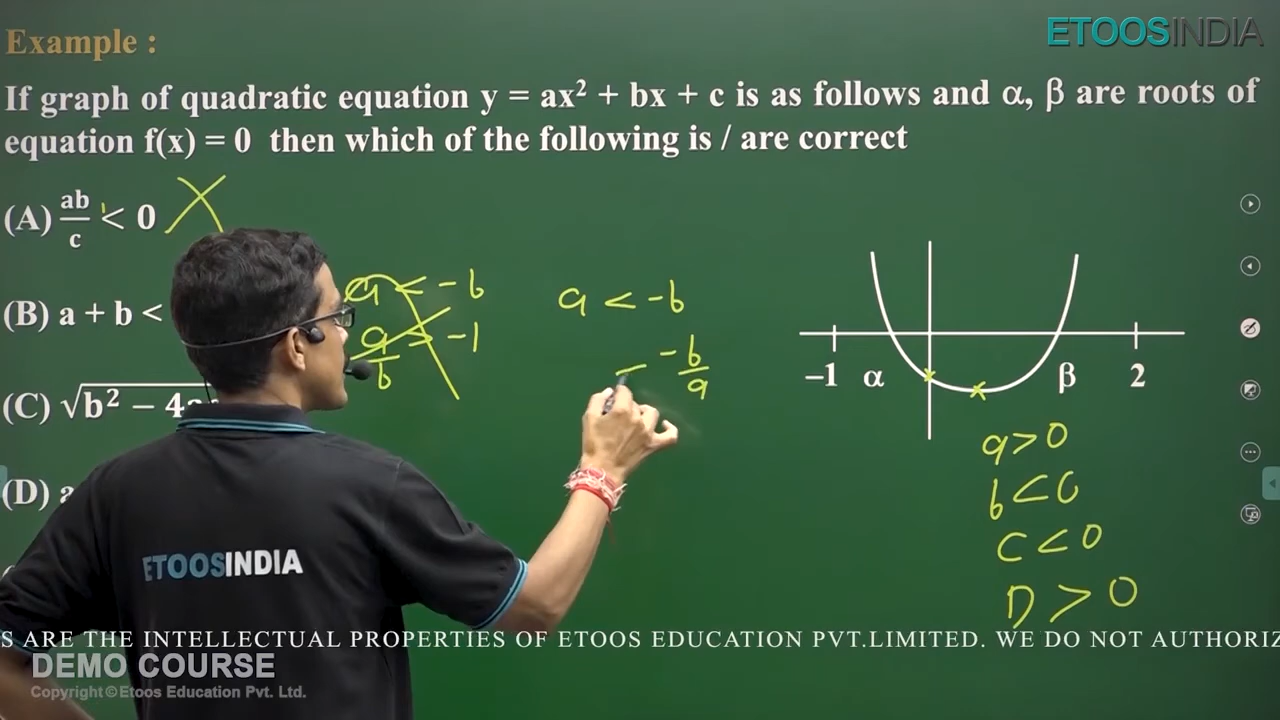 Example :
ETOOSINDIA
If graph of quadratic equation y = ax² + bx + c is as follows and α, β are roots of
equation f(x) = 0 then which of the following is / are correct
(A) ab/c < 0
(B) a + b <
a < -b
a < -b
-b/a
(C) √b² − 4
(D) a
−1 α β 2
a > 0
b < 0
c < 0
D > 0
ETOOSINDIA
S ARE THE INTELLECTUAL PROPERTIES OF ETOOS EDUCATION PVT.LIMITED. WE DO NOT AUTHORIZ
DEMO COURSE
Copyright © Etoos Education Pvt. Ltd.